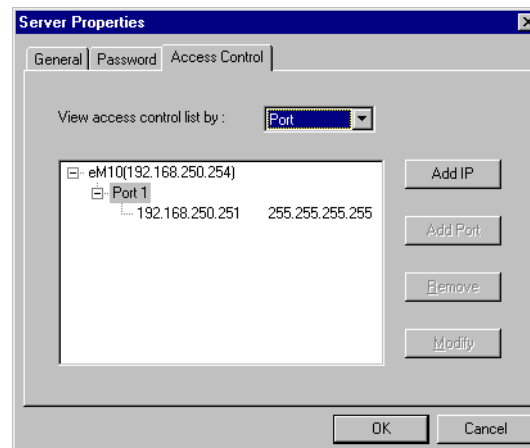 Server Properties
General Password Access Control
View access control list by : Port
eM10(192.168.250.254)
Port 1
192.168.250.251 255.255.255.255
Add IP
Add Port
Remove
Modify
OK Cancel